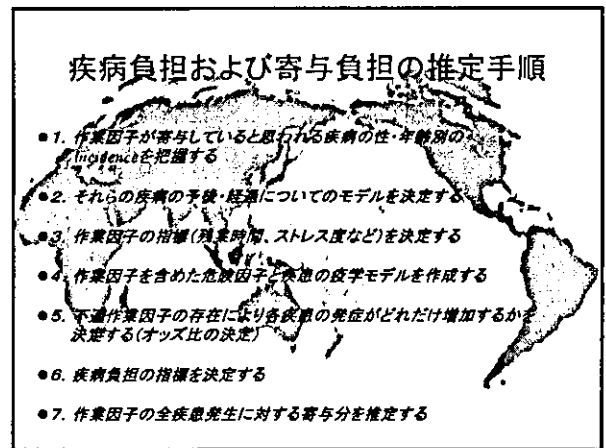 疾病負担および寄与負担の推定手順
●1. 作業因子が寄与していると思われる疾病の性・年齢別の
Incidenceを把握する
●2. それらの疾病の予後・経過についてのモデルを決定する
●3. 作業因子の指標(残業時間、ストレス度など)を決定する
●4. 作業因子を含めた危険因子と疾患の疫学モデルを作成する
●5. 不適作業因子の存在により各疾患の発症がどれだけ増加するかを
決定する(オッズ比の決定)
●6. 疾病負担の指標を決定する
●7. 作業因子の全疾患発生に対する寄与分を推定する